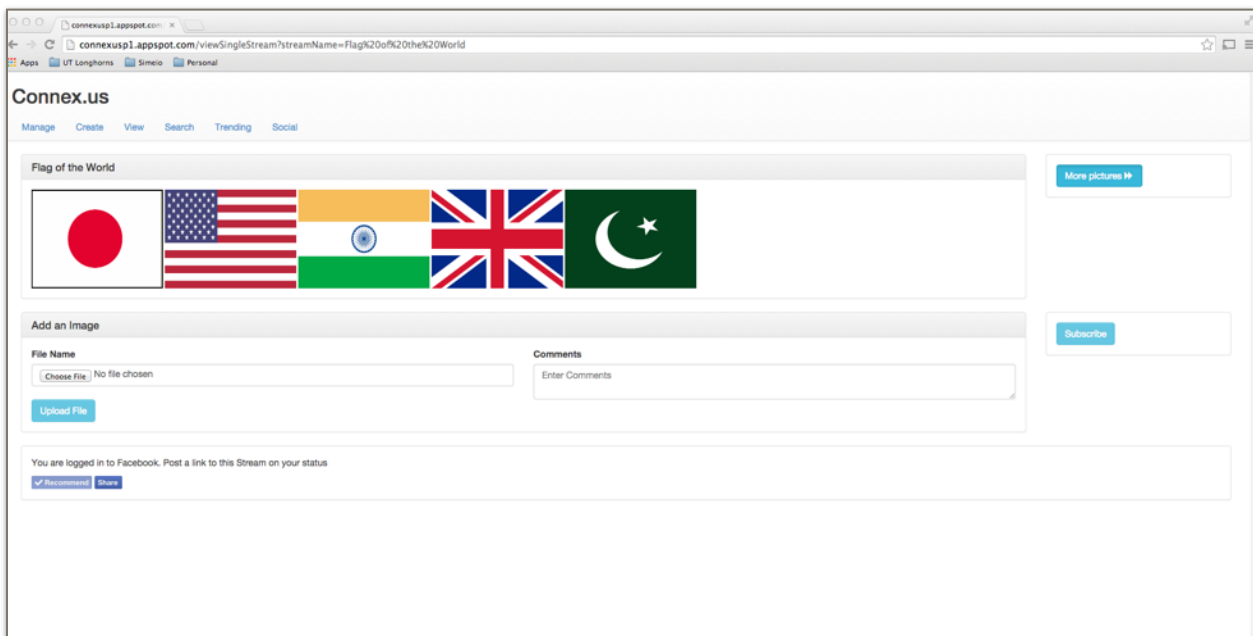 connexusp1.appspot.com
connexusp1.appspot.com/viewSingleStream?streamName=Flag%20of%20the%20World
Apps UT Longhorns Simeio Personal
Connex.us
Manage Create View Search Trending Social
Flag of the World
More pictures
Add an Image
Subscribe
File Name Comments
Choose File No file chosen Enter Comments
Upload File
You are logged in to Facebook. Post a link to this Stream on your status
Recommend Share